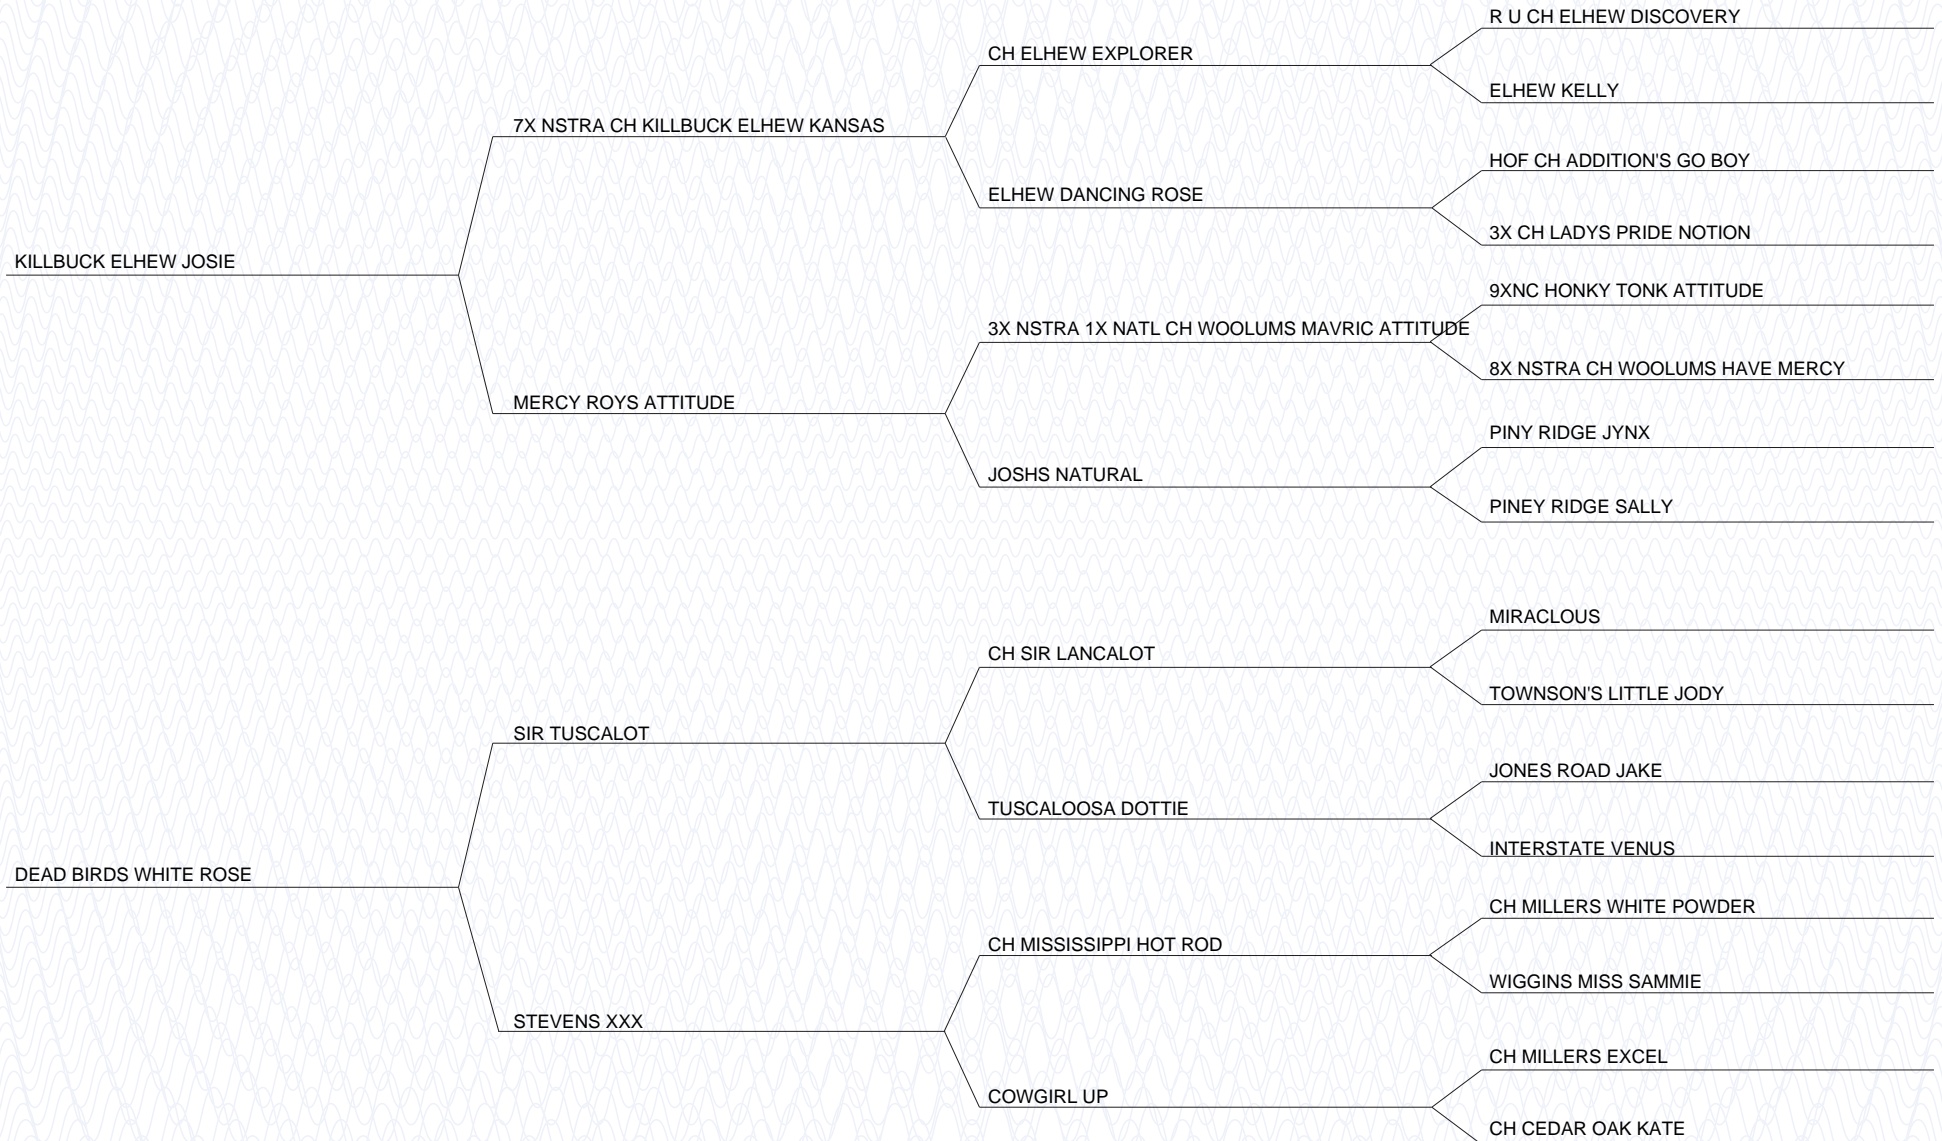 R U CH ELHEW DISCOVERY
CH ELHEW EXPLORER
ELHEW KELLY
7X NSTRA CH KILLBUCK ELHEW KANSAS
HOF CH ADDITION'S GO BOY
ELHEW DANCING ROSE
3X CH LADYS PRIDE NOTION
KILLBUCK ELHEW JOSIE
9XNC HONKY TONK ATTITUDE
3X NSTRA 1X NATL CH WOOLUMS MAVRIC ATTITUDE
8X NSTRA CH WOOLUMS HAVE MERCY
MERCY ROYS ATTITUDE
PINY RIDGE JYNX
JOSHS NATURAL
PINEY RIDGE SALLY
MIRACLOUS
CH SIR LANCALOT
TOWNSON'S LITTLE JODY
SIR TUSCALOT
JONES ROAD JAKE
TUSCALOOSA DOTTIE
INTERSTATE VENUS
DEAD BIRDS WHITE ROSE
CH MILLERS WHITE POWDER
CH MISSISSIPPI HOT ROD
WIGGINS MISS SAMMIE
STEVENS XXX
CH MILLERS EXCEL
COWGIRL UP
CH CEDAR OAK KATE